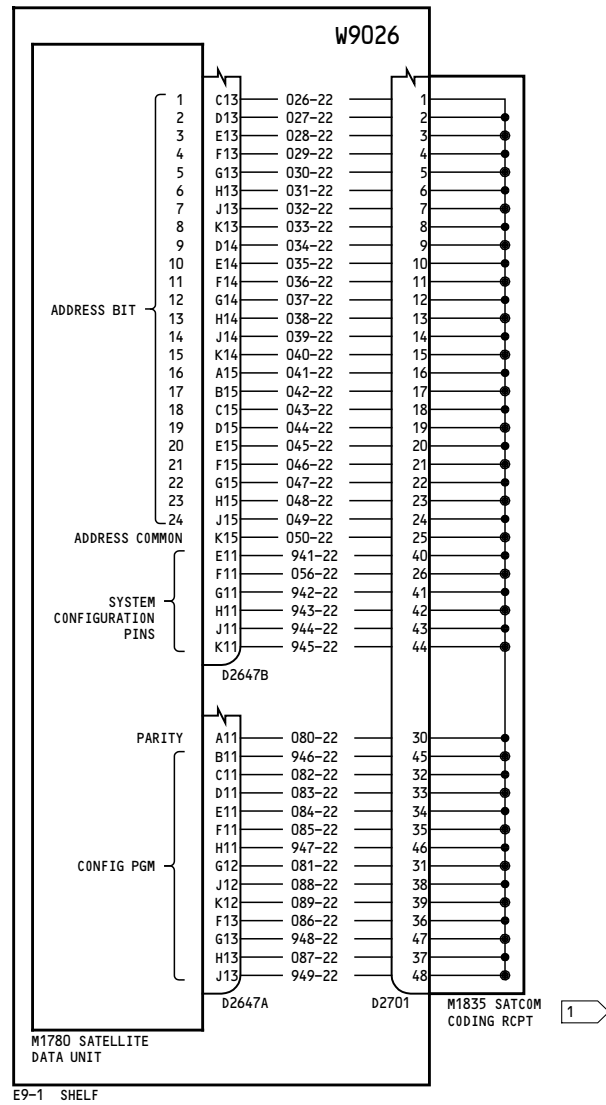 W9026
1 C13 026-22 1
2 D13 027-22 2
3 E13 028-22 3
4 F13 029-22 4
5 G13 030-22 5
6 H13 031-22 6
7 J13 032-22 7
8 K13 033-22 8
9 D14 034-22 9
10 E14 035-22 10
11 F14 036-22 11
ADDRESS BIT 12 G14 037-22 12
13 H14 038-22 13
14 J14 039-22 14
15 K14 040-22 15
16 A15 041-22 16
17 B15 042-22 17
18 C15 043-22 18
19 D15 044-22 19
20 E15 045-22 20
21 F15 046-22 21
22 G15 047-22 22
23 H15 048-22 23
24 J15 049-22 24
ADDRESS COMMON K15 050-22 25
E11 941-22 40
F11 056-22 26
G11 942-22 41
SYSTEM H11 943-22 42
CONFIGURATION J11 944-22 43
PINS K11 945-22 44
D2647B
PARITY A11 080-22 30
B11 946-22 45
C11 082-22 32
D11 083-22 33
E11 084-22 34
F11 085-22 35
H11 947-22 46
CONFIG PGM G12 081-22 31
J12 088-22 38
K12 089-22 39
F13 086-22 36
G13 948-22 47
H13 087-22 37
J13 949-22 48
D2647A D2701 M1835 SATCOM
CODING RCPT 1
M1780 SATELLITE
DATA UNIT
E9-1 SHELF